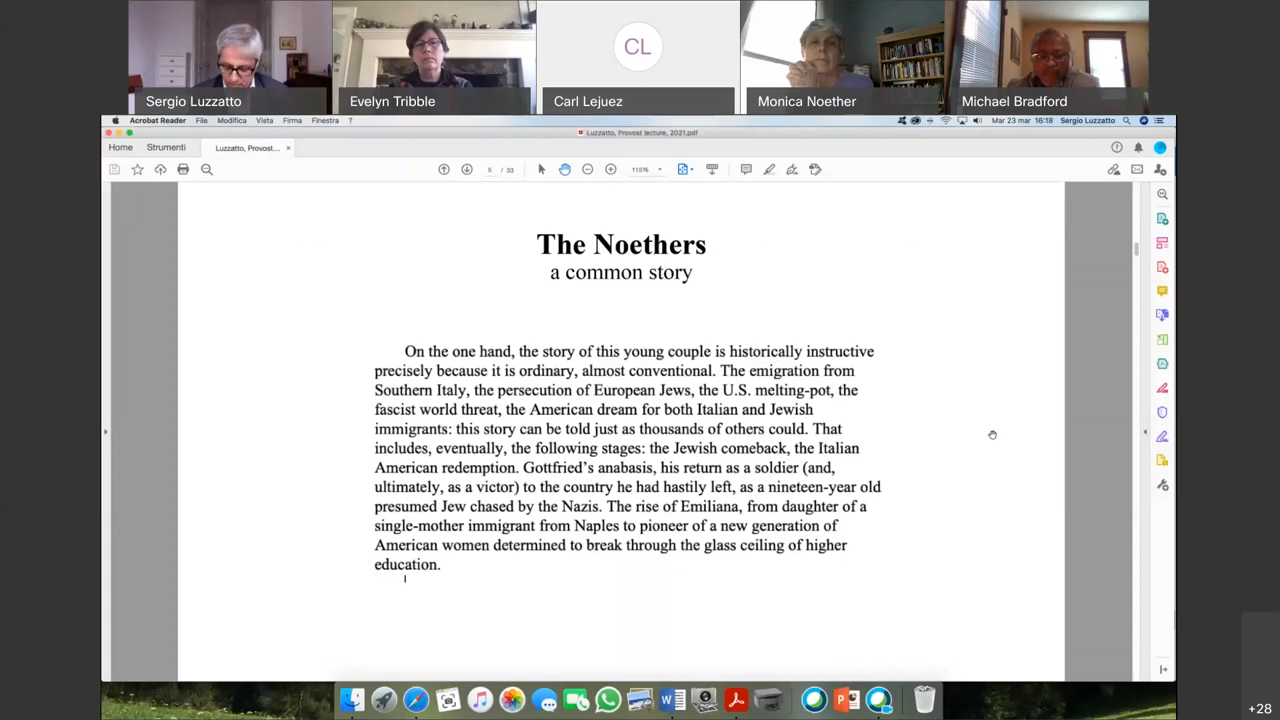 CL
Sergio Luzzatto
Evelyn Tribble
Carl Lejuez
Monica Noether
Michael Bradford
Acrobat Reader File Modifica Vista Firma Finestra ?
Mar 23 mar 16:18 Sergio Luzzatto
Luzzatto, Provost lecture, 2021.pdf
Home Strumenti Luzzatto, Provost... ×
5 / 33 115%
The Noethers
a common story
On the one hand, the story of this young couple is historically instructive
precisely because it is ordinary, almost conventional. The emigration from
Southern Italy, the persecution of European Jews, the U.S. melting-pot, the
fascist world threat, the American dream for both Italian and Jewish
immigrants: this story can be told just as thousands of others could. That
includes, eventually, the following stages: the Jewish comeback, the Italian
American redemption. Gottfried's anabasis, his return as a soldier (and,
ultimately, as a victor) to the country he had hastily left, as a nineteen-year old
presumed Jew chased by the Nazis. The rise of Emiliana, from daughter of a
single-mother immigrant from Naples to pioneer of a new generation of
American women determined to break through the glass ceiling of higher
education.
+28